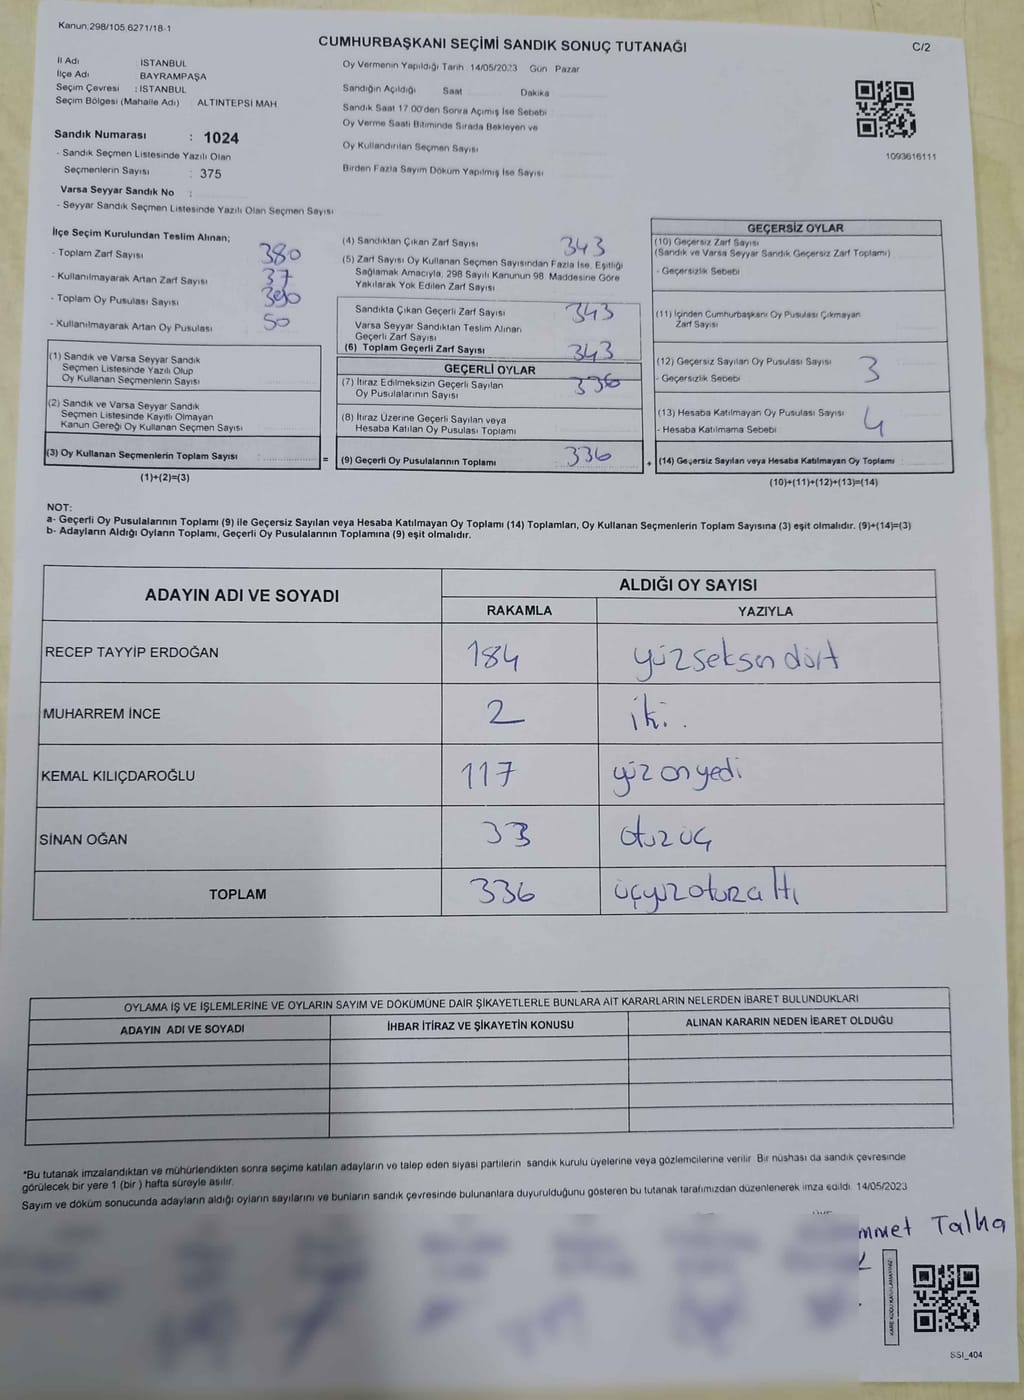 Kanun:298/105,6271/18-1
CUMHURBAŞKANI SEÇİMİ SANDIK SONUÇ TUTANAĞI
C/2
İl Adı : İSTANBUL
İlçe Adı : BAYRAMPAŞA
Seçim Çevresi : İSTANBUL
Seçim Bölgesi (Mahalle Adı) ALTINTEPSİ MAH
Sandık Numarası : 1024
- Sandık Seçmen Listesinde Yazılı Olan
Seçmenlerin Sayısı : 375
Varsa Seyyar Sandık No :
- Seyyar Sandık Seçmen Listesinde Yazılı Olan Seçmen Sayısı
Oy Vermenin Yapıldığı Tarih 14/05/2023 Gün Pazar
Sandığın Açıldığı Saat Dakika
Sandık Saat 17.00'den Sonra Açımış İse Sebebi
Oy Verme Saati Bitiminde Sırada Bekleyen ve
Oy Kullandırılan Seçmen Sayısı
Birden Fazla Sayım Döküm Yapılmış İse Sayısı
1093616111
İlçe Seçim Kurulundan Teslim Alınan;
- Toplam Zarf Sayısı 380
- Kullanılmayarak Artan Zarf Sayısı 37
- Toplam Oy Pusulası Sayısı 390
- Kullanılmayarak Artan Oy Pusulası 50
(1) Sandık ve Varsa Seyyar Sandık
Seçmen Listesinde Yazılı Olup
Oy Kullanan Seçmenlerin Sayısı
(2) Sandık ve Varsa Seyyar Sandık
Seçmen Listesinde Kayıtlı Olmayan
Kanun Gereği Oy Kullanan Seçmen Sayısı
(3) Oy Kullanan Seçmenlerin Toplam Sayısı
(1)+(2)=(3)
(4) Sandıktan Çıkan Zarf Sayısı 343
(5) Zarf Sayısı Oy Kullanan Seçmen Sayısından Fazla İse, Eşitliği
Sağlamak Amacıyla, 298 Sayılı Kanunun 98. Maddesine Göre
Yakılarak Yok Edilen Zarf Sayısı
Sandıkta Çıkan Geçerli Zarf Sayısı 343
Varsa Seyyar Sandıktan Teslim Alınan
Geçerli Zarf Sayısı
(6) Toplam Geçerli Zarf Sayısı 343
GEÇERLİ OYLAR
(7) İtiraz Edilmeksizin Geçerli Sayılan
Oy Pusulalarının Sayısı 336
(8) İtiraz Üzerine Geçerli Sayılan veya
Hesaba Katılan Oy Pusulası Toplamı
= (9) Geçerli Oy Pusulalarının Toplamı 336
GEÇERSİZ OYLAR
(10) Geçersiz Zarf Sayısı
(Sandık ve Varsa Seyyar Sandık Geçersiz Zarf Toplamı)
- Geçersizlik Sebebi
(11) İçinden Cumhurbaşkanı Oy Pusulası Çıkmayan
Zarf Sayısı
(12) Geçersiz Sayılan Oy Pusulası Sayısı 3
- Geçersizlik Sebebi
(13) Hesaba Katılmayan Oy Pusulası Sayısı 4
- Hesaba Katılmama Sebebi
+ (14) Geçersiz Sayılan veya Hesaba Katılmayan Oy Toplamı
(10)+(11)+(12)+(13)=(14)
NOT:
a- Geçerli Oy Pusulalarının Toplamı (9) ile Geçersiz Sayılan veya Hesaba Katılmayan Oy Toplamı (14) Toplamları, Oy Kullanan Seçmenlerin Toplam Sayısına (3) eşit olmalıdır. (9)+(14)=(3)
b- Adayların Aldığı Oyların Toplamı, Geçerli Oy Pusulalarının Toplamına (9) eşit olmalıdır.
ADAYIN ADI VE SOYADI
ALDIĞI OY SAYISI
RAKAMLA YAZIYLA
RECEP TAYYİP ERDOĞAN 184 yüzseksen dört
MUHARREM İNCE 2 iki.
KEMAL KILIÇDAROĞLU 117 yüz on yedi
SİNAN OĞAN 33 otuz üç
TOPLAM 336 üçyüzotuzaltı
OYLAMA İŞ VE İŞLEMLERİNE VE OYLARIN SAYIM VE DÖKÜMÜNE DAİR ŞİKAYETLERLE BUNLARA AİT KARARLARIN NELERDEN İBARET BULUNDUKLARI
ADAYIN ADI VE SOYADI İHBAR İTİRAZ VE ŞİKAYETİN KONUSU ALINAN KARARIN NEDEN İBARET OLDUĞU
*Bu tutanak imzalandıktan ve mühürlendikten sonra seçime katılan adayların ve talep eden siyasi partilerin sandık kurulu üyelerine veya gözlemcilerine verilir Bir nüshası da sandık çevresinde
görülecek bir yere 1 (bir ) hafta süreyle asılır.
Sayım ve döküm sonucunda adayların aldığı oyların sayılarını ve bunların sandık çevresinde bulunanlara duyurulduğunu gösteren bu tutanak tarafımızdan düzenlenerek imza edildi. 14/05/2023
mmet Talha
SSI_404